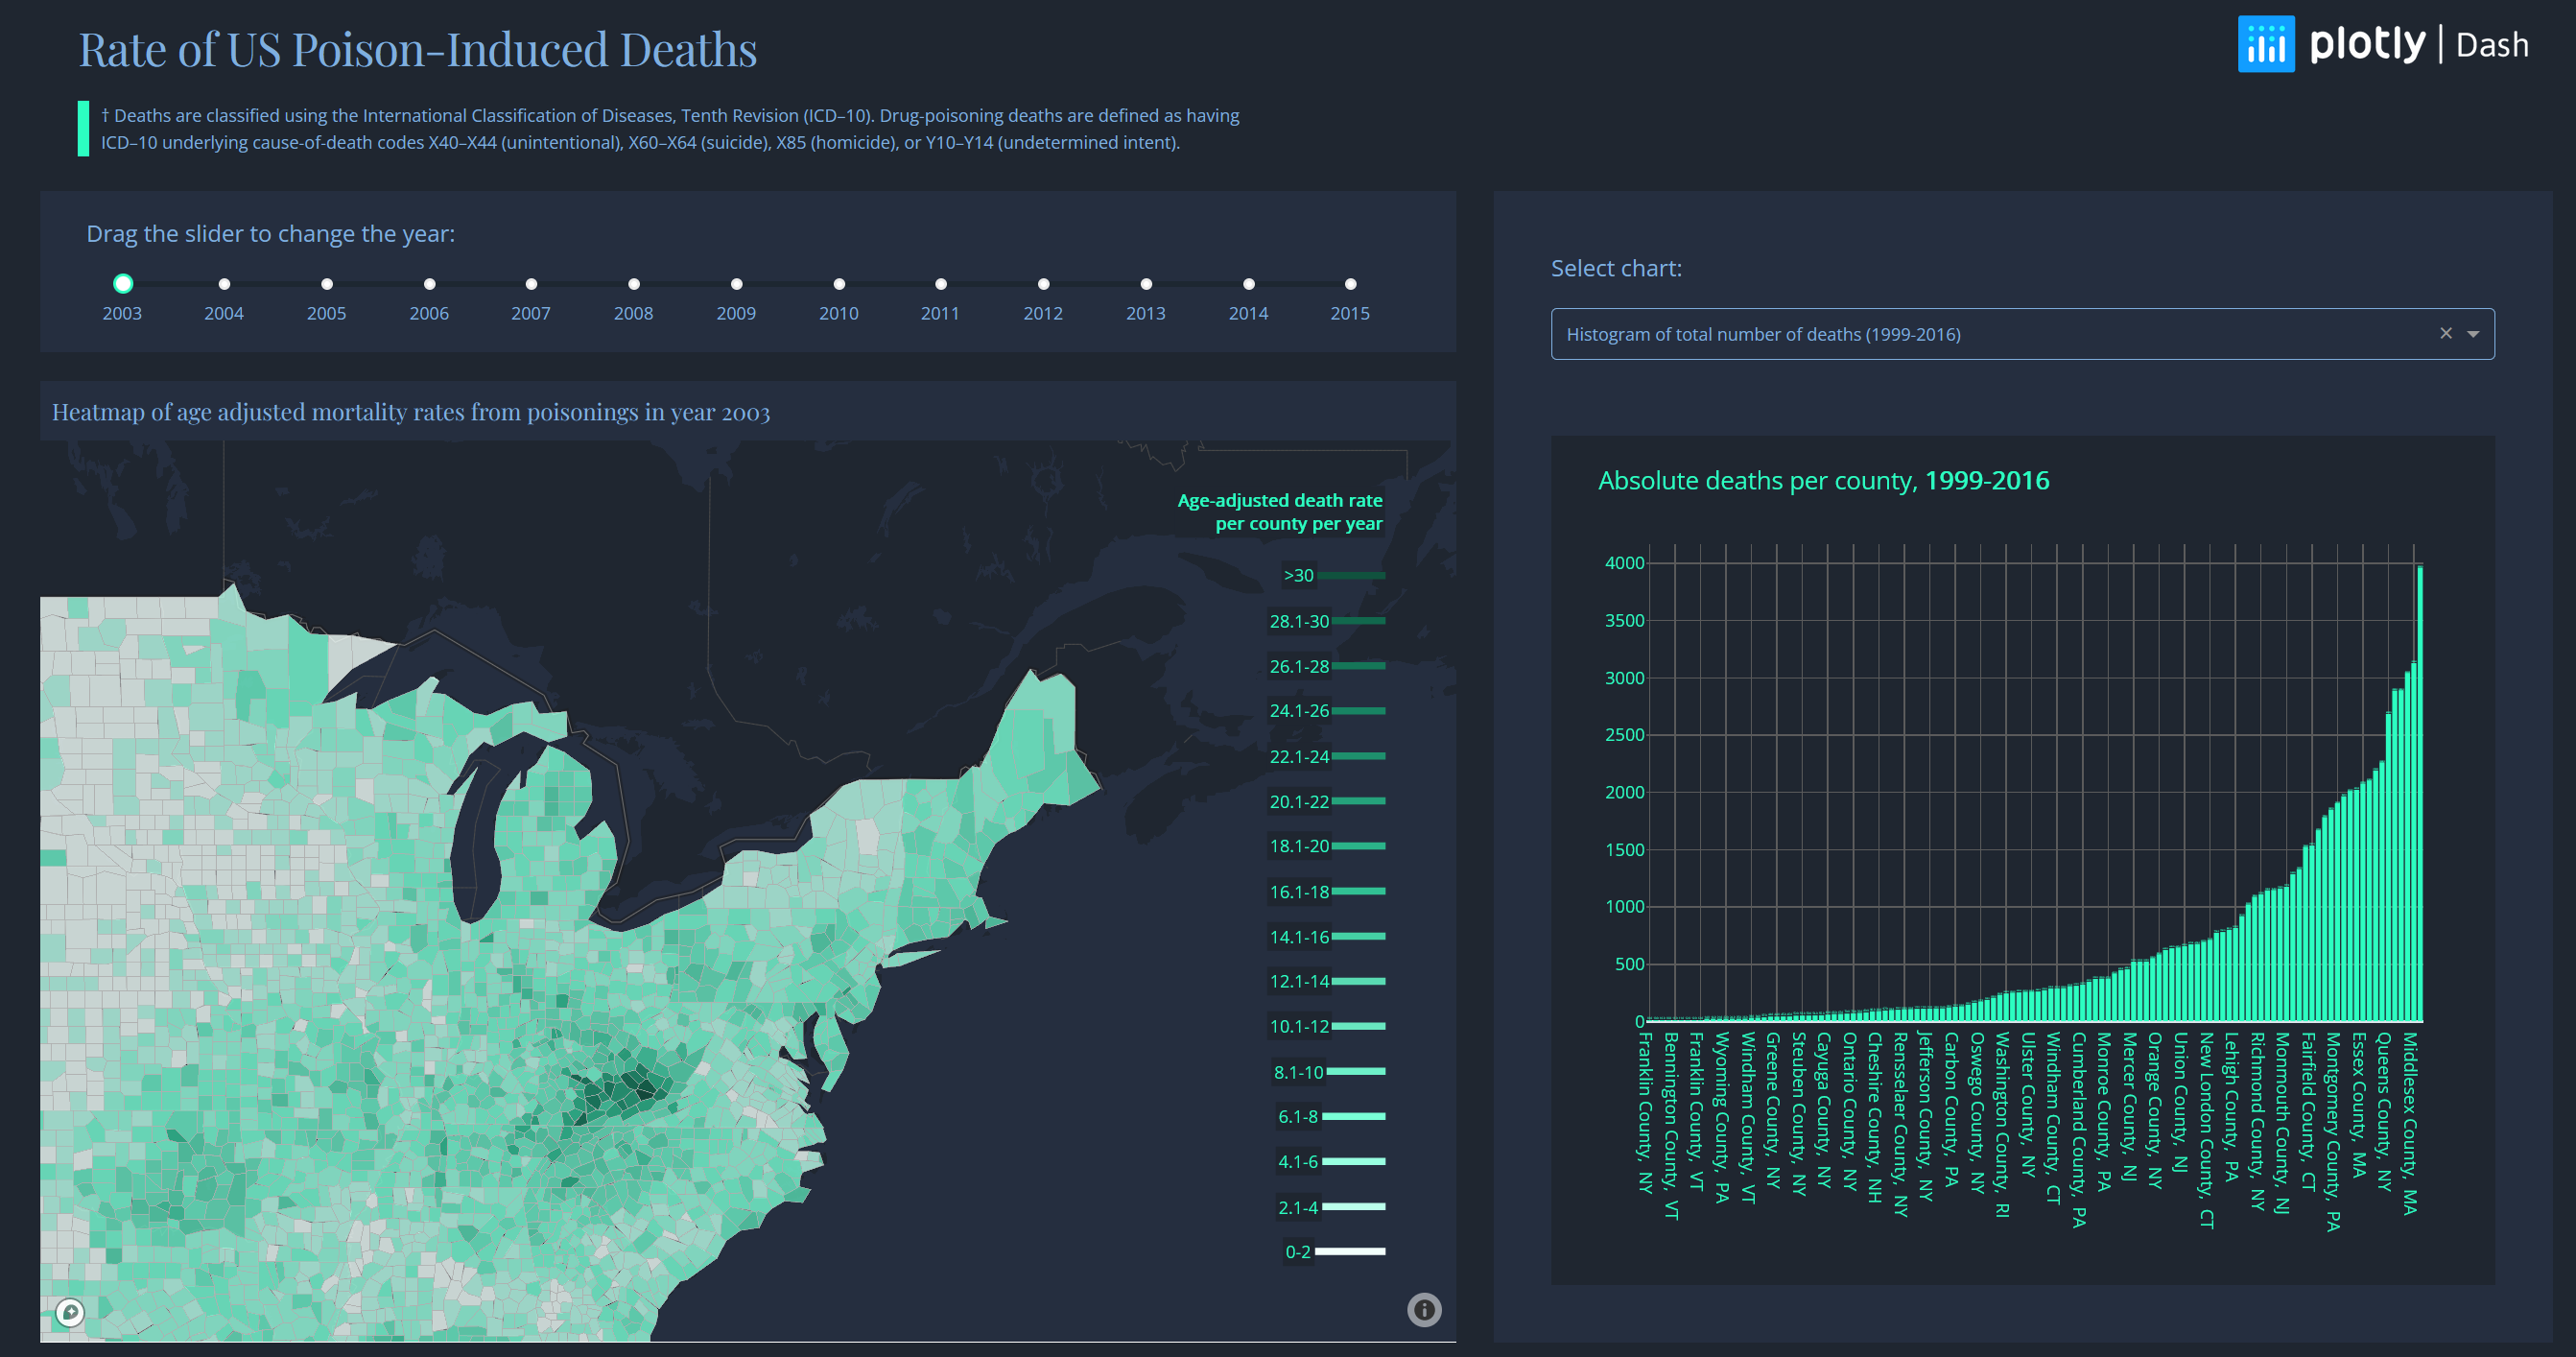 Rate of US Poison-Induced Deaths
plotly | Dash
† Deaths are classified using the International Classification of Diseases, Tenth Revision (ICD–10). Drug-poisoning deaths are defined as having
ICD–10 underlying cause-of-death codes X40–X44 (unintentional), X60–X64 (suicide), X85 (homicide), or Y10–Y14 (undetermined intent).
Drag the slider to change the year:
2003 2004 2005 2006 2007 2008 2009 2010 2011 2012 2013 2014 2015
Heatmap of age adjusted mortality rates from poisonings in year 2003
Age-adjusted death rate
per county per year
>30
28.1-30
26.1-28
24.1-26
22.1-24
20.1-22
18.1-20
16.1-18
14.1-16
12.1-14
10.1-12
8.1-10
6.1-8
4.1-6
2.1-4
0-2
Select chart:
Histogram of total number of deaths (1999-2016)
Absolute deaths per county, 1999-2016
4000
3500
3000
2500
2000
1500
1000
500
0
Franklin County, NY
Bennington County, VT
Franklin County, VT
Wyoming County, PA
Windham County, VT
Greene County, NY
Steuben County, NY
Cayuga County, NY
Ontario County, NY
Cheshire County, NH
Rensselaer County, NY
Jefferson County, NY
Carbon County, PA
Oswego County, NY
Washington County, RI
Ulster County, NY
Windham County, CT
Cumberland County, PA
Monroe County, PA
Mercer County, NJ
Orange County, NY
Union County, NJ
New London County, CT
Lehigh County, PA
Richmond County, NY
Monmouth County, NJ
Fairfield County, CT
Montgomery County, PA
Essex County, MA
Queens County, NY
Middlesex County, MA